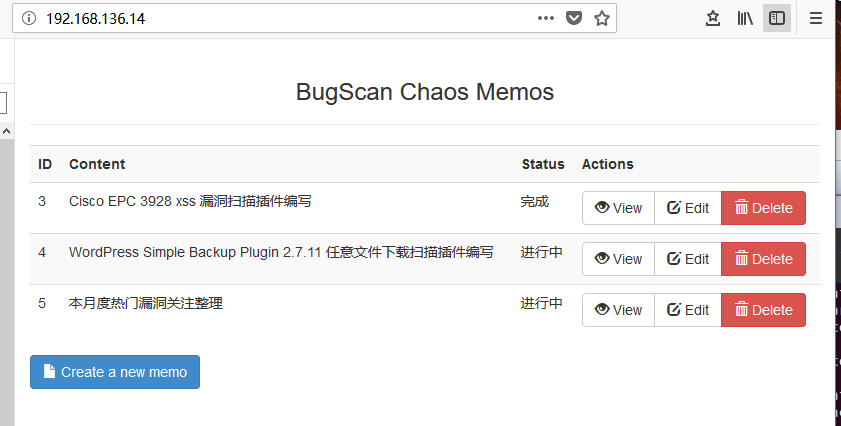 192.168.136.14
BugScan Chaos Memos
ID Content Status Actions
3 Cisco EPC 3928 xss 漏洞扫描插件编写 完成 View Edit Delete
4 WordPress Simple Backup Plugin 2.7.11 任意文件下载扫描插件编写 进行中 View Edit Delete
5 本月度热门漏洞关注整理 进行中 View Edit Delete
Create a new memo